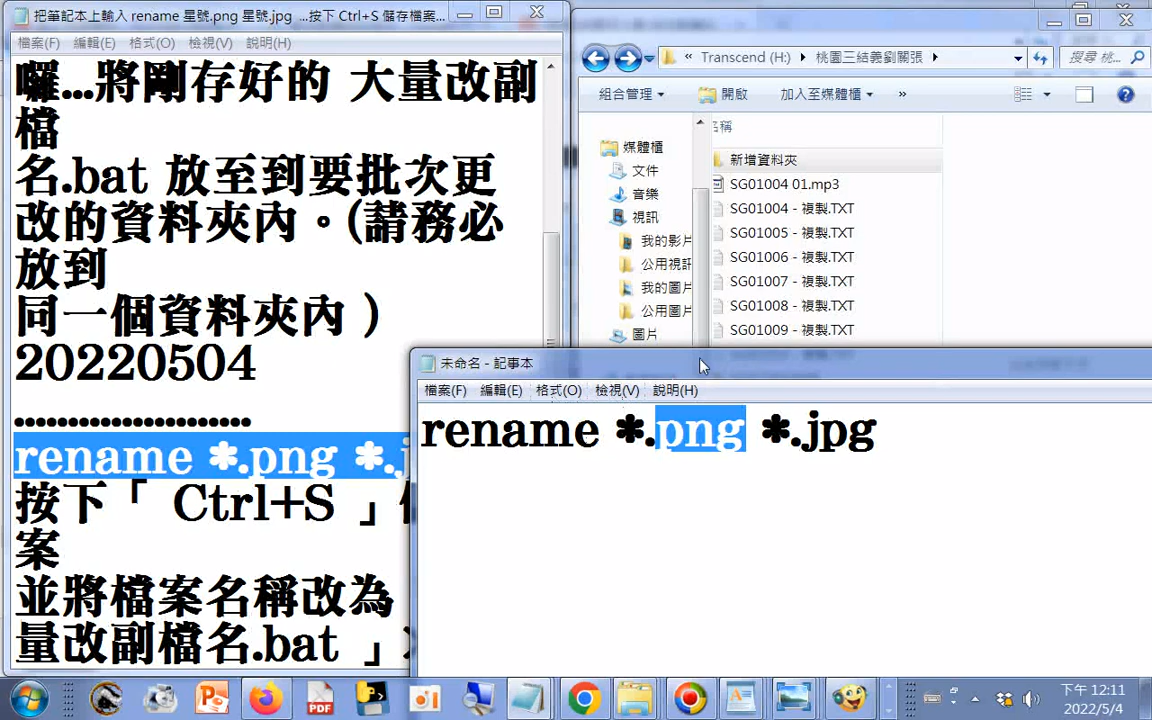 把筆記本上輸入 rename 星號.png 星號.jpg ...按下 Ctrl+S 儲存檔案...
檔案(F) 編輯(E) 格式(O) 檢視(V) 說明(H)
囉...將剛存好的 大量改副
檔
名.bat 放至到要批次更
改的資料夾內。(請務必
放到
同一個資料夾內 )
20220504
......................
rename *.png *.j
按下「 Ctrl+S 」
案
並將檔案名稱改為
量改副檔名.bat 」
« Transcend (H:) 桃園三結義劉關張
搜尋 桃...
組合管理 開啟 加入至媒體櫃 »
媒體櫃
文件
音樂
視訊
我的影片
公用視訊
我的圖片
公用圖片
圖片
名稱
新增資料夾
SG01004 01.mp3
SG01004 - 複製.TXT
SG01005 - 複製.TXT
SG01006 - 複製.TXT
SG01007 - 複製.TXT
SG01008 - 複製.TXT
SG01009 - 複製.TXT
未命名 - 記事本
檔案(F) 編輯(E) 格式(O) 檢視(V) 說明(H)
rename *.png *.jpg
PDF
下午 12:11
2022/5/4